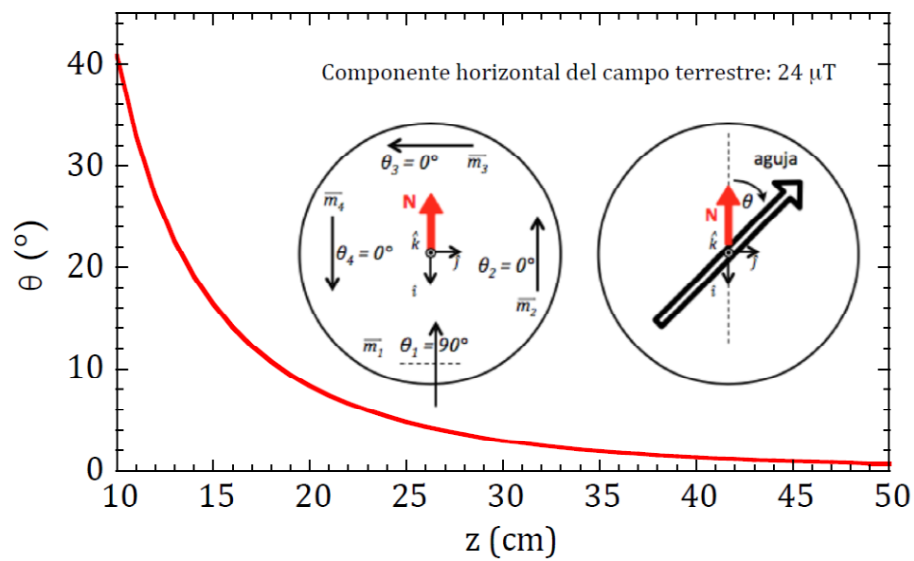 40
30
20
10
0
θ (°)
Componente horizontal del campo terrestre: 24 μT
θ₃ = 0°
m₃
m₄
N
k̂
ĵ
î
θ₄ = 0°
θ₂ = 0°
m₂
m₁
θ₁ = 90°
aguja
N
θ
k̂
ĵ
î
10 15 20 25 30 35 40 45 50
z (cm)